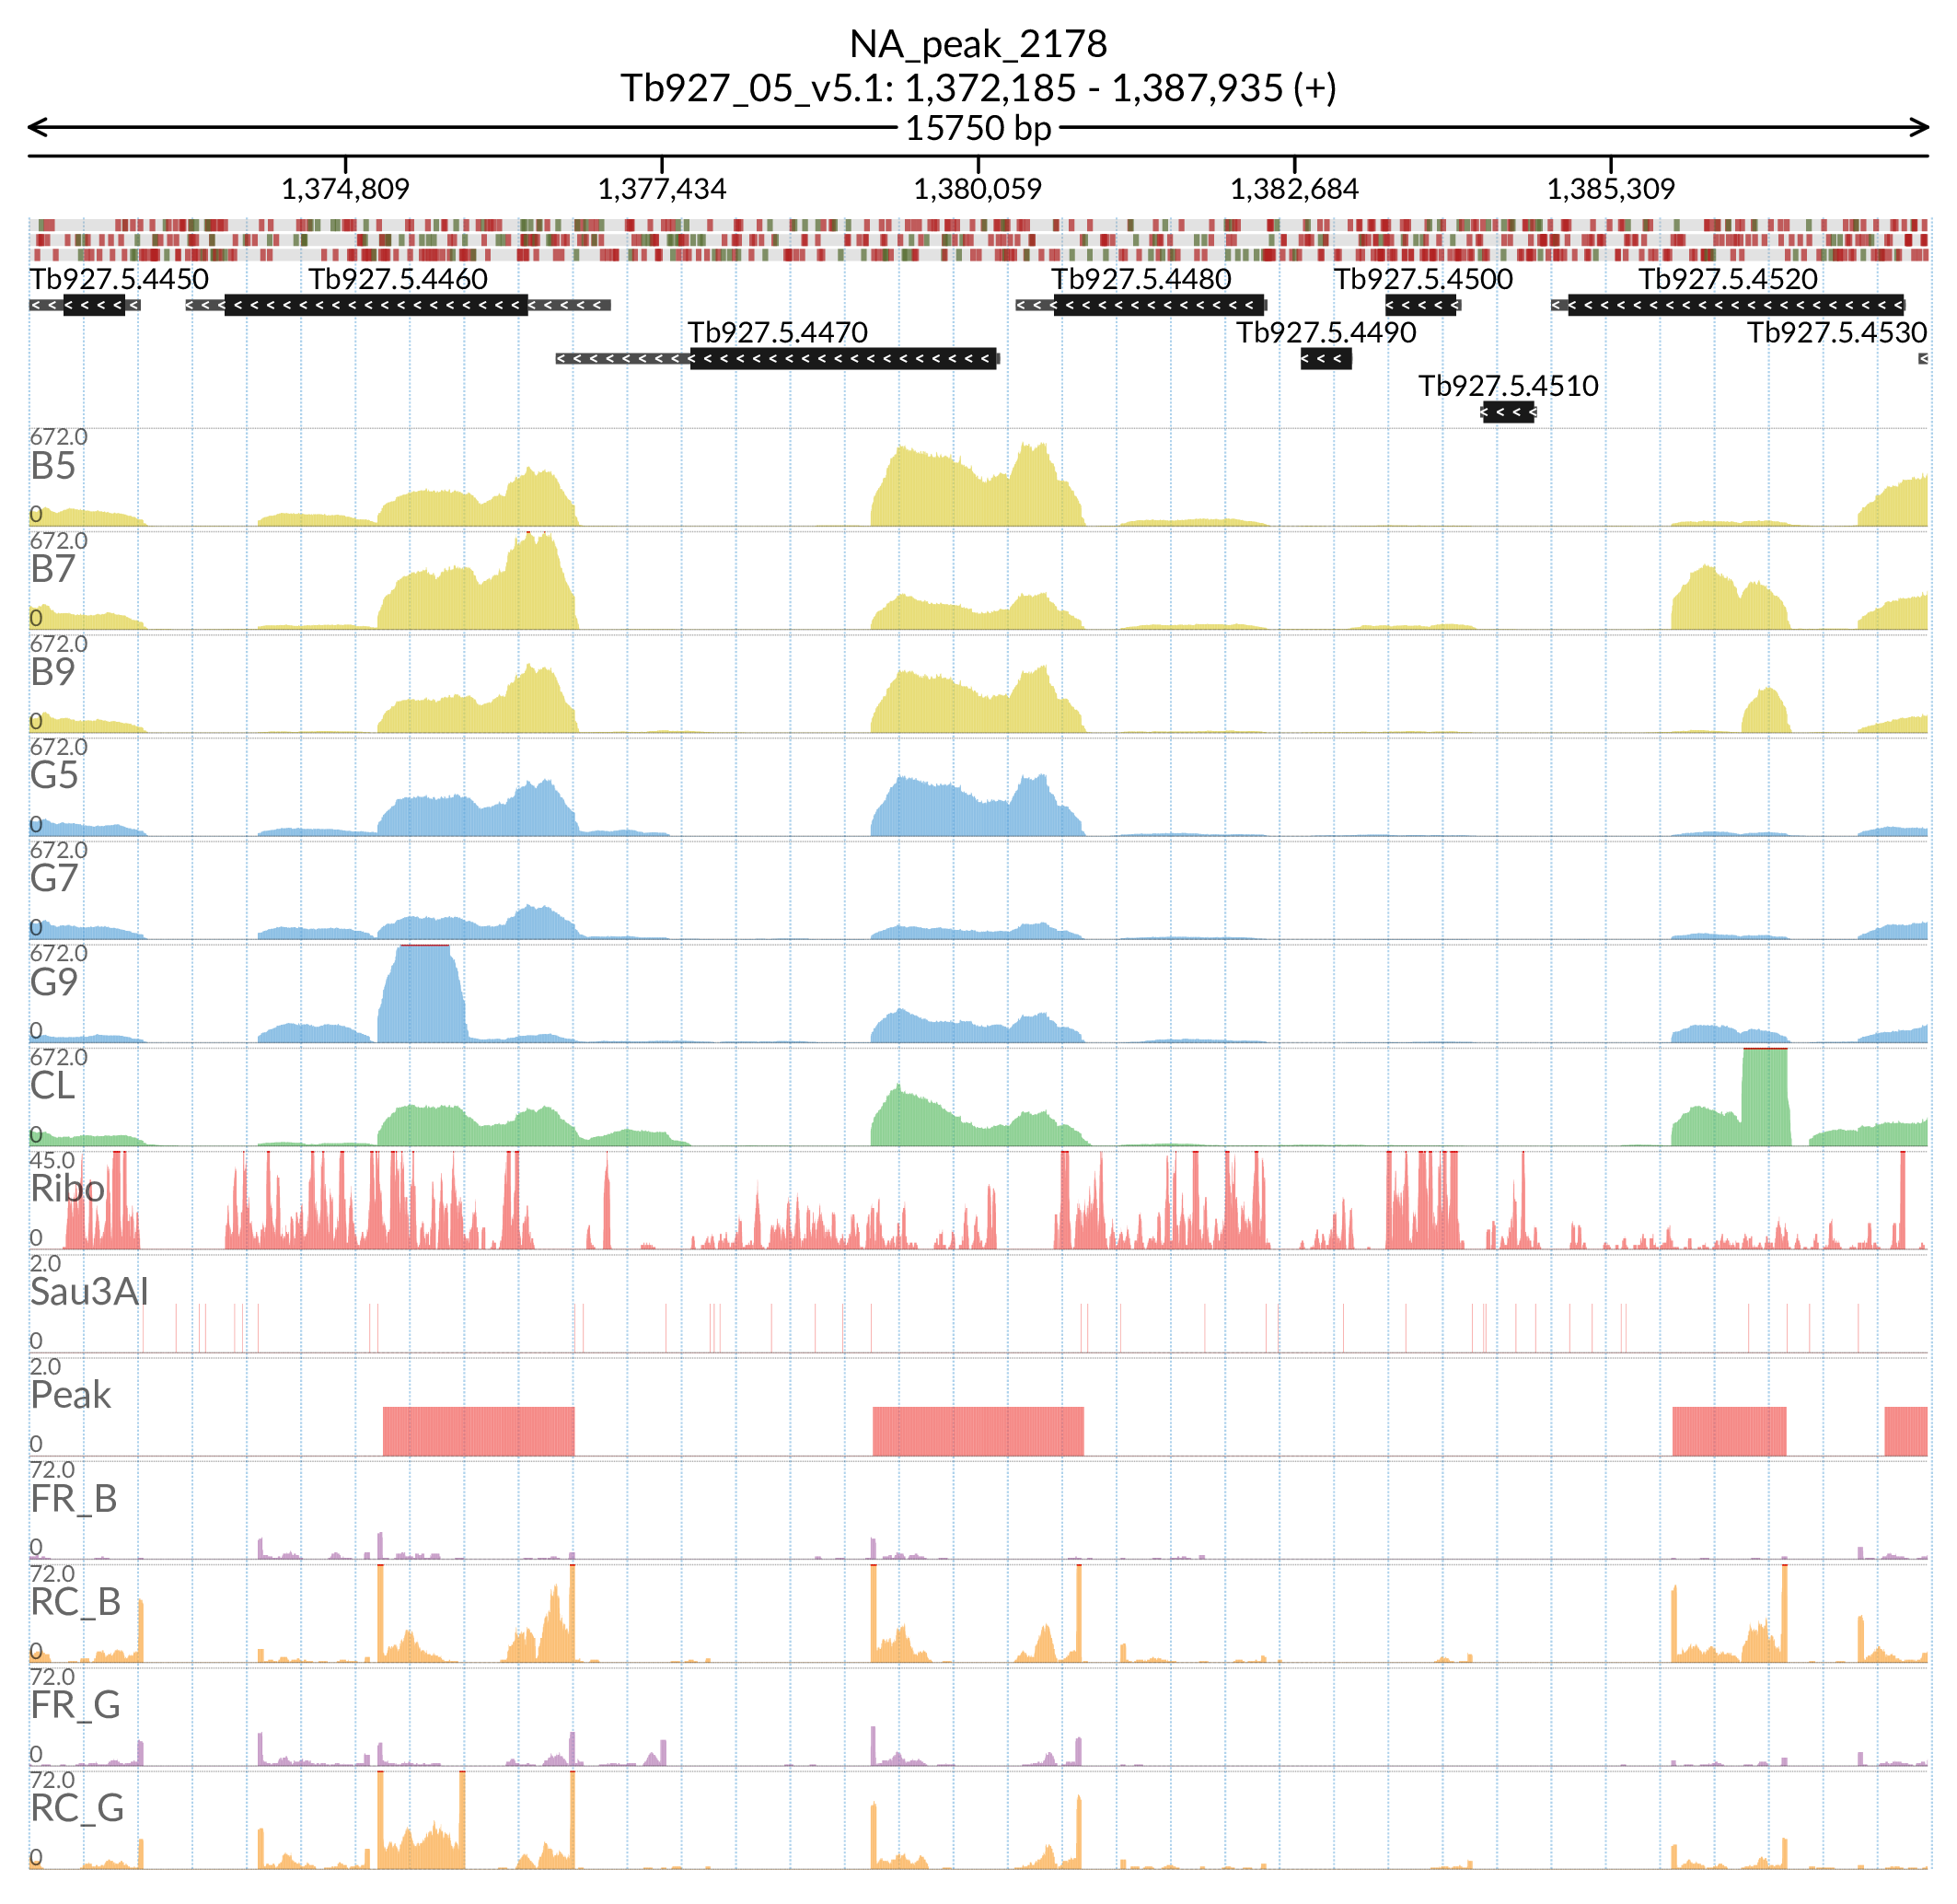 NA_peak_2178
Tb927_05_v5.1: 1,372,185 - 1,387,935 (+)
15750 bp
1,374,809 1,377,434 1,380,059 1,382,684 1,385,309
Tb927.5.4450 Tb927.5.4460 Tb927.5.4480 Tb927.5.4500 Tb927.5.4520
Tb927.5.4470 Tb927.5.4490 Tb927.5.4530
Tb927.5.4510
672.0
B5
0
672.0
B7
0
672.0
B9
0
672.0
G5
0
672.0
G7
0
672.0
G9
0
672.0
CL
0
45.0
Ribo
0
2.0
Sau3AI
0
2.0
Peak
0
72.0
FR_B
0
72.0
RC_B
0
72.0
FR_G
0
72.0
RC_G
0